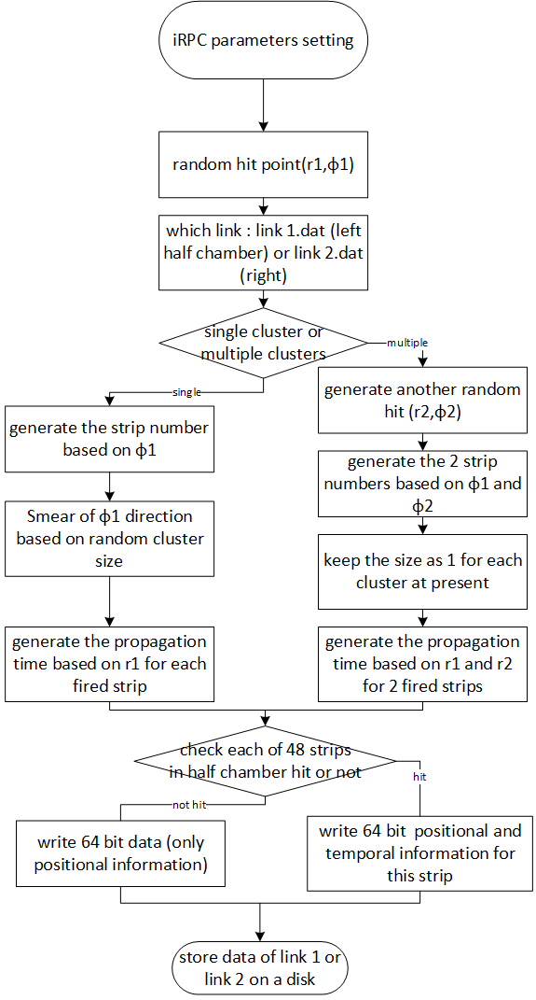 iRPC parameters setting
random hit point(r1,ϕ1)
which link : link 1.dat (left
half chamber) or link 2.dat
(right)
single cluster or
multiple clusters
multiple
single
generate another random
hit (r2,ϕ2)
generate the strip number
based on ϕ1
generate the 2 strip
numbers based on ϕ1 and
ϕ2
Smear of ϕ1 direction
based on random cluster
size
keep the size as 1 for each
cluster at present
generate the propagation
time based on r1 for each
fired strip
generate the propagation
time based on r1 and r2
for 2 fired strips
check each of 48 strips
in half chamber hit or not
hit
not hit
write 64 bit data (only
positional information)
write 64 bit  positional and
temporal information for
this strip
store data of link 1 or
link 2 on a disk